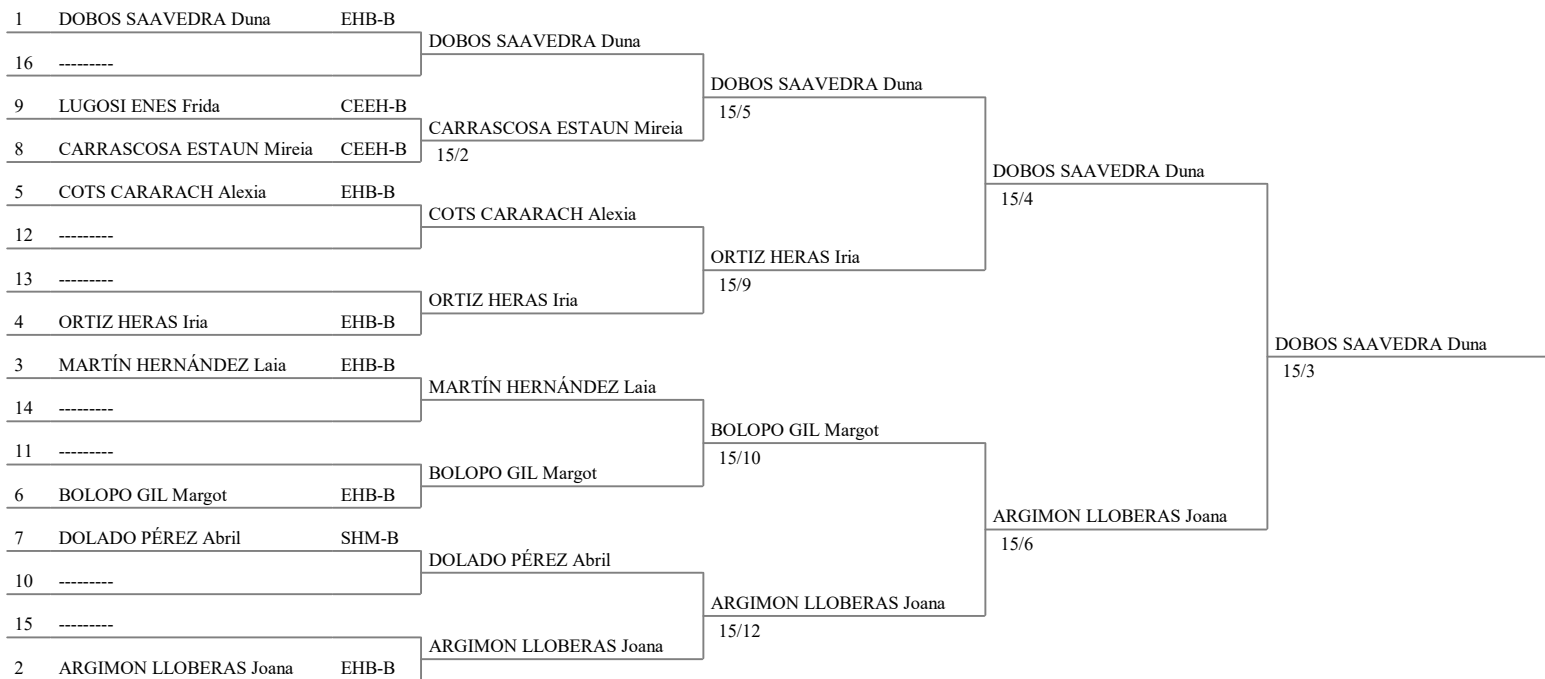 1 DOBOS SAAVEDRA Duna EHB-B
DOBOS SAAVEDRA Duna
16 ---------
DOBOS SAAVEDRA Duna
15/5
9 LUGOSI ENES Frida CEEH-B
CARRASCOSA ESTAUN Mireia
15/2
8 CARRASCOSA ESTAUN Mireia CEEH-B
DOBOS SAAVEDRA Duna
15/4
5 COTS CARARACH Alexia EHB-B
COTS CARARACH Alexia
12 ---------
ORTIZ HERAS Iria
15/9
13 ---------
ORTIZ HERAS Iria
4 ORTIZ HERAS Iria EHB-B
DOBOS SAAVEDRA Duna
15/3
3 MARTÍN HERNÁNDEZ Laia EHB-B
MARTÍN HERNÁNDEZ Laia
14 ---------
BOLOPO GIL Margot
15/10
11 ---------
BOLOPO GIL Margot
6 BOLOPO GIL Margot EHB-B
ARGIMON LLOBERAS Joana
15/6
7 DOLADO PÉREZ Abril SHM-B
DOLADO PÉREZ Abril
10 ---------
ARGIMON LLOBERAS Joana
15/12
15 ---------
ARGIMON LLOBERAS Joana
2 ARGIMON LLOBERAS Joana EHB-B